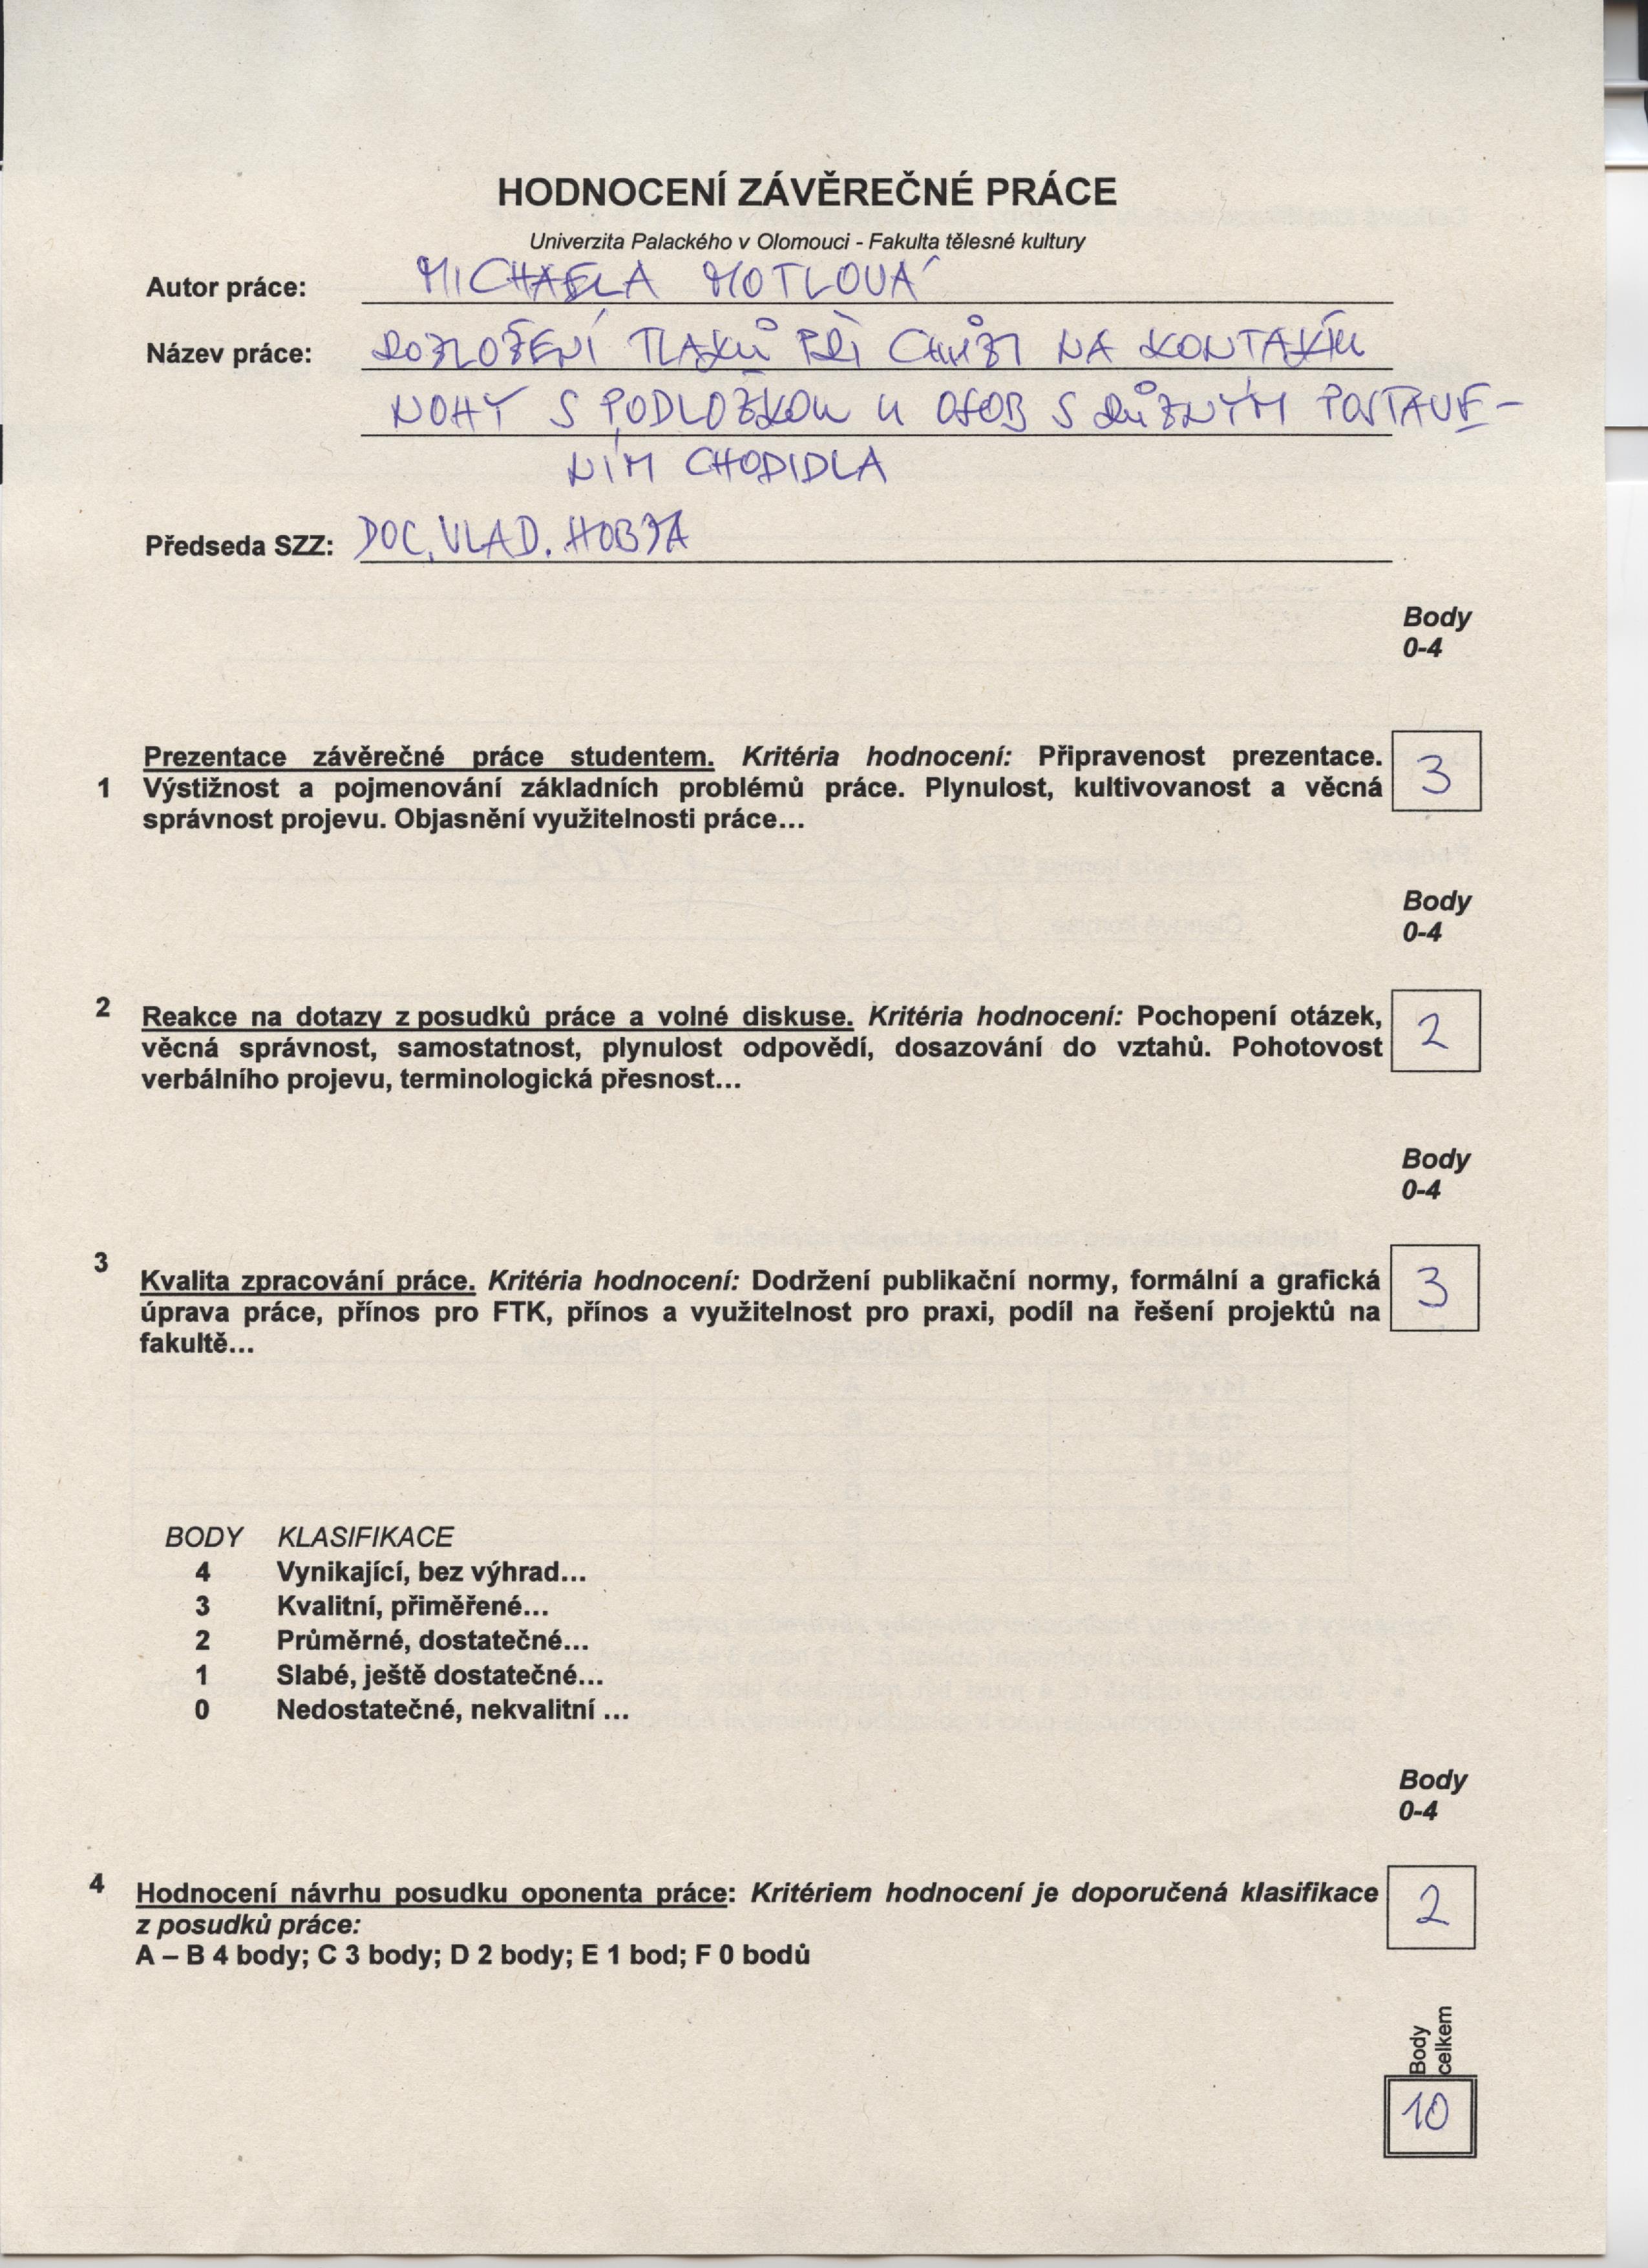 HODNOCENÍ ZÁVĚREČNÉ PRÁCE
Univerzita Palackého v Olomouci - Fakulta tělesné kultury
Autor práce: MICHAELA MOTLOVÁ
Název práce: ROZLOŽENÍ TLAKŮ PŘI CHŮZI NA KONTAKTU
NOHY S PODLOŽKOU U OSOB S RŮZNÝM POSTAVE-
NÍM CHODIDLA
Předseda SZZ: DOC. VLAD. HOBZA
Body
0-4
Prezentace závěrečné práce studentem. Kritéria hodnocení: Připravenost prezentace.
1 Výstižnost a pojmenování základních problémů práce. Plynulost, kultivovanost a věcná 3
správnost projevu. Objasnění využitelnosti práce...
Body
0-4
2 Reakce na dotazy z posudků práce a volné diskuse. Kritéria hodnocení: Pochopení otázek,
věcná správnost, samostatnost, plynulost odpovědí, dosazování do vztahů. Pohotovost 2
verbálního projevu, terminologická přesnost...
Body
0-4
3 Kvalita zpracování práce. Kritéria hodnocení: Dodržení publikační normy, formální a grafická 3
úprava práce, přínos pro FTK, přínos a využitelnost pro praxi, podíl na řešení projektů na
fakultě...
BODY KLASIFIKACE
4 Vynikající, bez výhrad...
3 Kvalitní, přiměřené...
2 Průměrné, dostatečné...
1 Slabé, ještě dostatečné...
0 Nedostatečné, nekvalitní ...
Body
0-4
4 Hodnocení návrhu posudku oponenta práce: Kritériem hodnocení je doporučená klasifikace 2
z posudků práce:
A – B 4 body; C 3 body; D 2 body; E 1 bod; F 0 bodů
Body
celkem
10